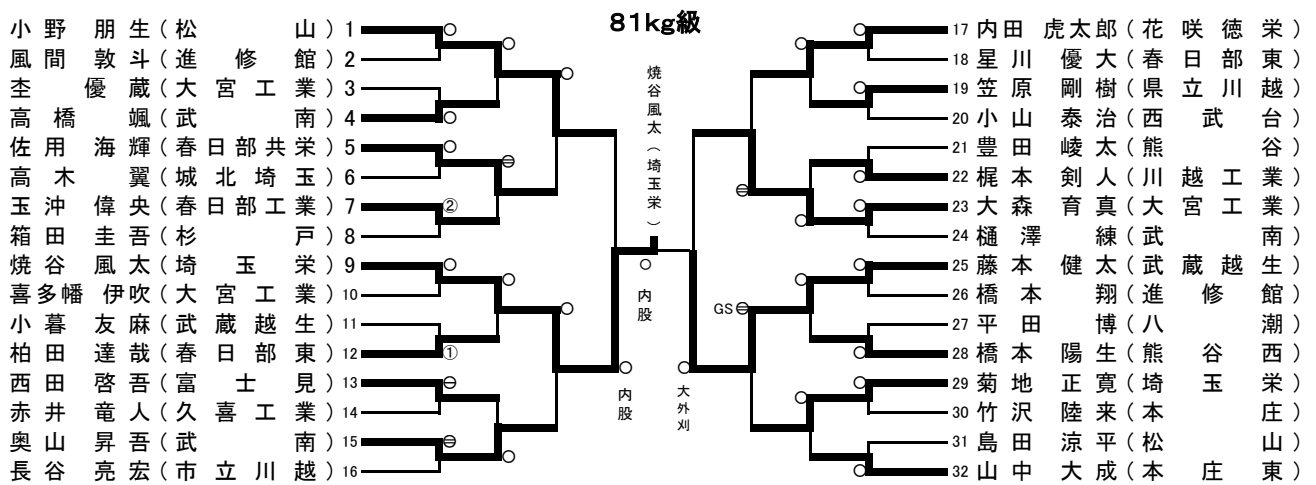 81kg級
小野朋生(松山) 1 ○
風間敦斗(進修館) 2
杢優蔵(大宮工業) 3
高橋颯(武南) 4 ○
佐用海輝(春日部共栄) 5 ○
高木翼(城北埼玉) 6
玉沖偉央(春日部工業) 7 ②
箱田圭吾(杉戸) 8
焼谷風太(埼玉栄) 9 ○
喜多幡伊吹(大宮工業) 10
小暮友麻(武蔵越生) 11
柏田達哉(春日部東) 12 ①
西田啓吾(富士見) 13 ⊖
赤井竜人(久喜工業) 14
奥山昇吾(武南) 15 ⊖
長谷亮宏(市立川越) 16
○
○
⊖
○
○
○
○
内股
焼谷風太(埼玉栄)
○
内股
○
大外刈
○
○
⊖
○
○
GS ⊖
○
○ 17 内田虎太郎(花咲徳栄)
18 星川優大(春日部東)
○ 19 笠原剛樹(県立川越)
20 小山泰治(西武台)
21 豊田崚太(熊谷)
○ 22 梶本剣人(川越工業)
○ 23 大森育真(大宮工業)
24 樋澤練(武南)
○ 25 藤本健太(武蔵越生)
26 橋本翔(進修館)
27 平田博(八潮)
○ 28 橋本陽生(熊谷西)
○ 29 菊地正寛(埼玉栄)
30 竹沢陸来(本庄)
31 島田涼平(松山)
○ 32 山中大成(本庄東)